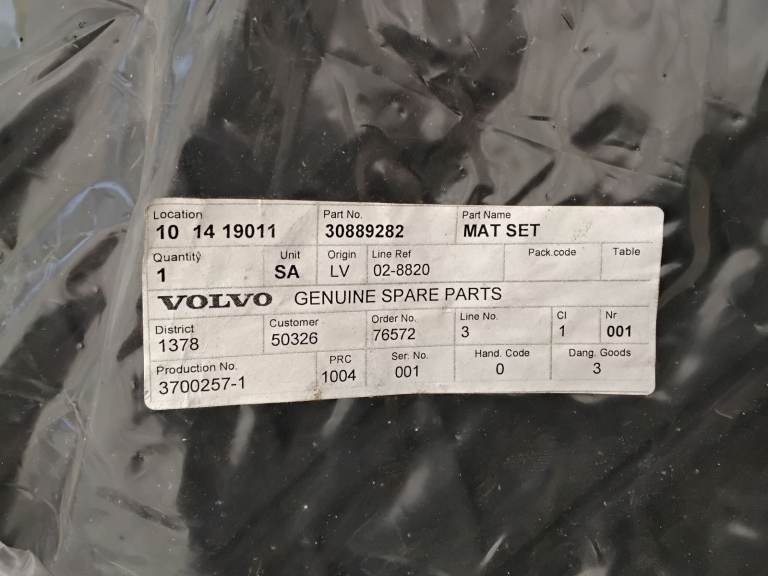 Location Part No. Part Name
10 14 19011 30889282 MAT SET
Quantity Unit Origin Line Ref Pack.code Table
1 SA LV 02-8820
VOLVO GENUINE SPARE PARTS
District Customer Order No. Line No. Cl Nr
1378 50326 76572 3 1 001
Production No. PRC Ser. No. Hand. Code Dang. Goods
3700257-1 1004 001 0 3